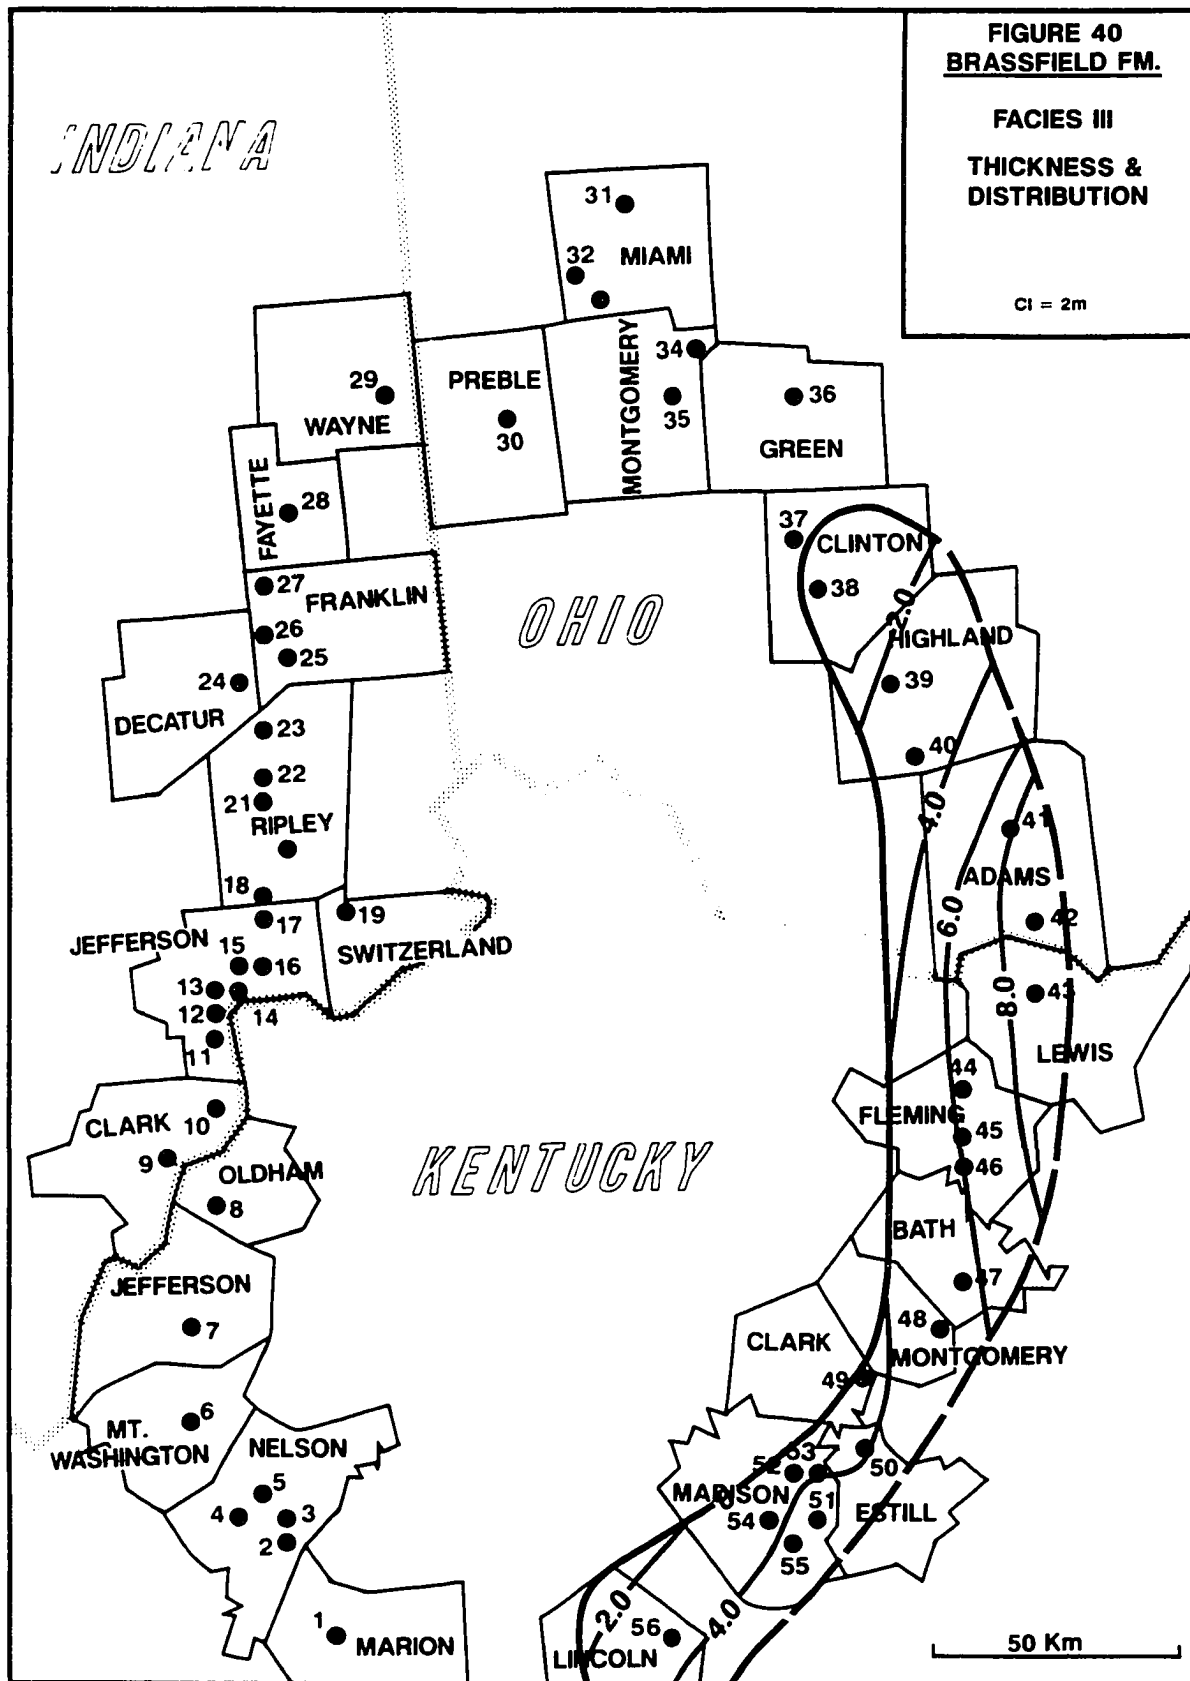 FIGURE 40
BRASSFIELD FM.
FACIES III
THICKNESS &
DISTRIBUTION
CI = 2m
INDIANA
31
MIAMI
32
MONTGOMERY
34
35
29
WAYNE
PREBLE
30
36
GREEN
FAYETTE
28
37
CLINTON
38
27
FRANKLIN
26
25
OHIO
2.0
HIGHLAND
24
DECATUR
39
23
40
22
21
RIPLEY
4.0
41
ADAMS
18
19
17
6.0
42
JEFFERSON
15
16
SWITZERLAND
13
14
12
8.0
43
11
LEWIS
44
CLARK
10
FLEMING
45
9
OLDHAM
KENTUCKY
46
8
BATH
JEFFERSON
47
7
48
CLARK
MONTGOMERY
49
6
MT.
WASHINGTON
NELSON
53
50
52
5
MADISON
0
51
4
3
54
ESTILL
2
55
2.0
4.0
1
MARION
56
LINCOLN
50 Km